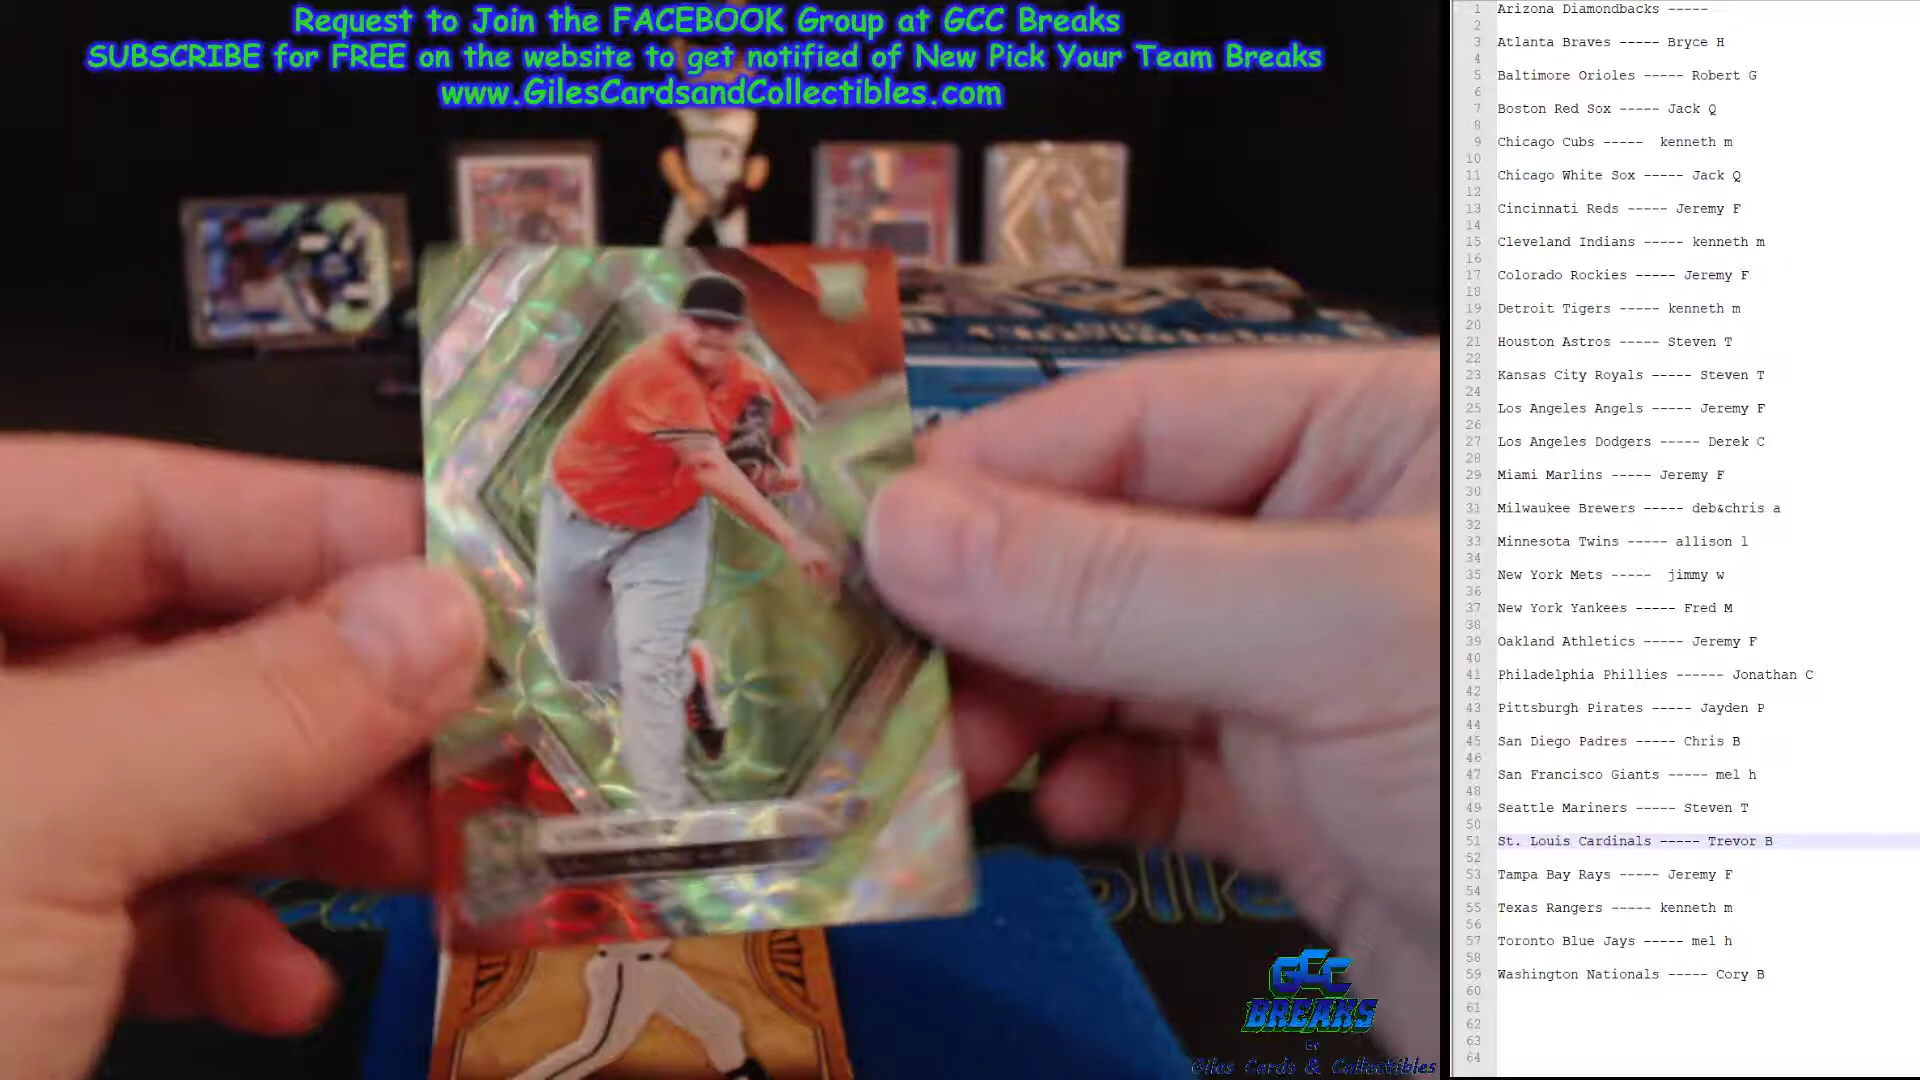 Request to Join the FACEBOOK Group at GCC Breaks
SUBSCRIBE for FREE on the website to get notified of New Pick Your Team Breaks
www.GilesCardsandCollectibles.com
1 Arizona Diamondbacks -----
2
3 Atlanta Braves ----- Bryce H
4
5 Baltimore Orioles ----- Robert G
6
7 Boston Red Sox ----- Jack Q
8
9 Chicago Cubs -----  kenneth m
10
11 Chicago White Sox ----- Jack Q
12
13 Cincinnati Reds ----- Jeremy F
14
15 Cleveland Indians ----- kenneth m
16
17 Colorado Rockies ----- Jeremy F
18
19 Detroit Tigers ----- kenneth m
20
21 Houston Astros ----- Steven T
22
23 Kansas City Royals ----- Steven T
24
25 Los Angeles Angels ----- Jeremy F
26
27 Los Angeles Dodgers ----- Derek C
28
29 Miami Marlins ----- Jeremy F
30
31 Milwaukee Brewers ----- deb&chris a
32
33 Minnesota Twins ----- allison l
34
35 New York Mets -----  jimmy w
36
37 New York Yankees ----- Fred M
38
39 Oakland Athletics ----- Jeremy F
40
41 Philadelphia Phillies ------ Jonathan C
42
43 Pittsburgh Pirates ----- Jayden P
44
45 San Diego Padres ----- Chris B
46
47 San Francisco Giants ----- mel h
48
49 Seattle Mariners ----- Steven T
50
51 St. Louis Cardinals ----- Trevor B
52
53 Tampa Bay Rays ----- Jeremy F
54
55 Texas Rangers ----- kenneth m
56
57 Toronto Blue Jays ----- mel h
58
59 Washington Nationals ----- Cory B
60
61
62
63
64
GCC
BREAKS
BY
Giles Cards & Collectibles